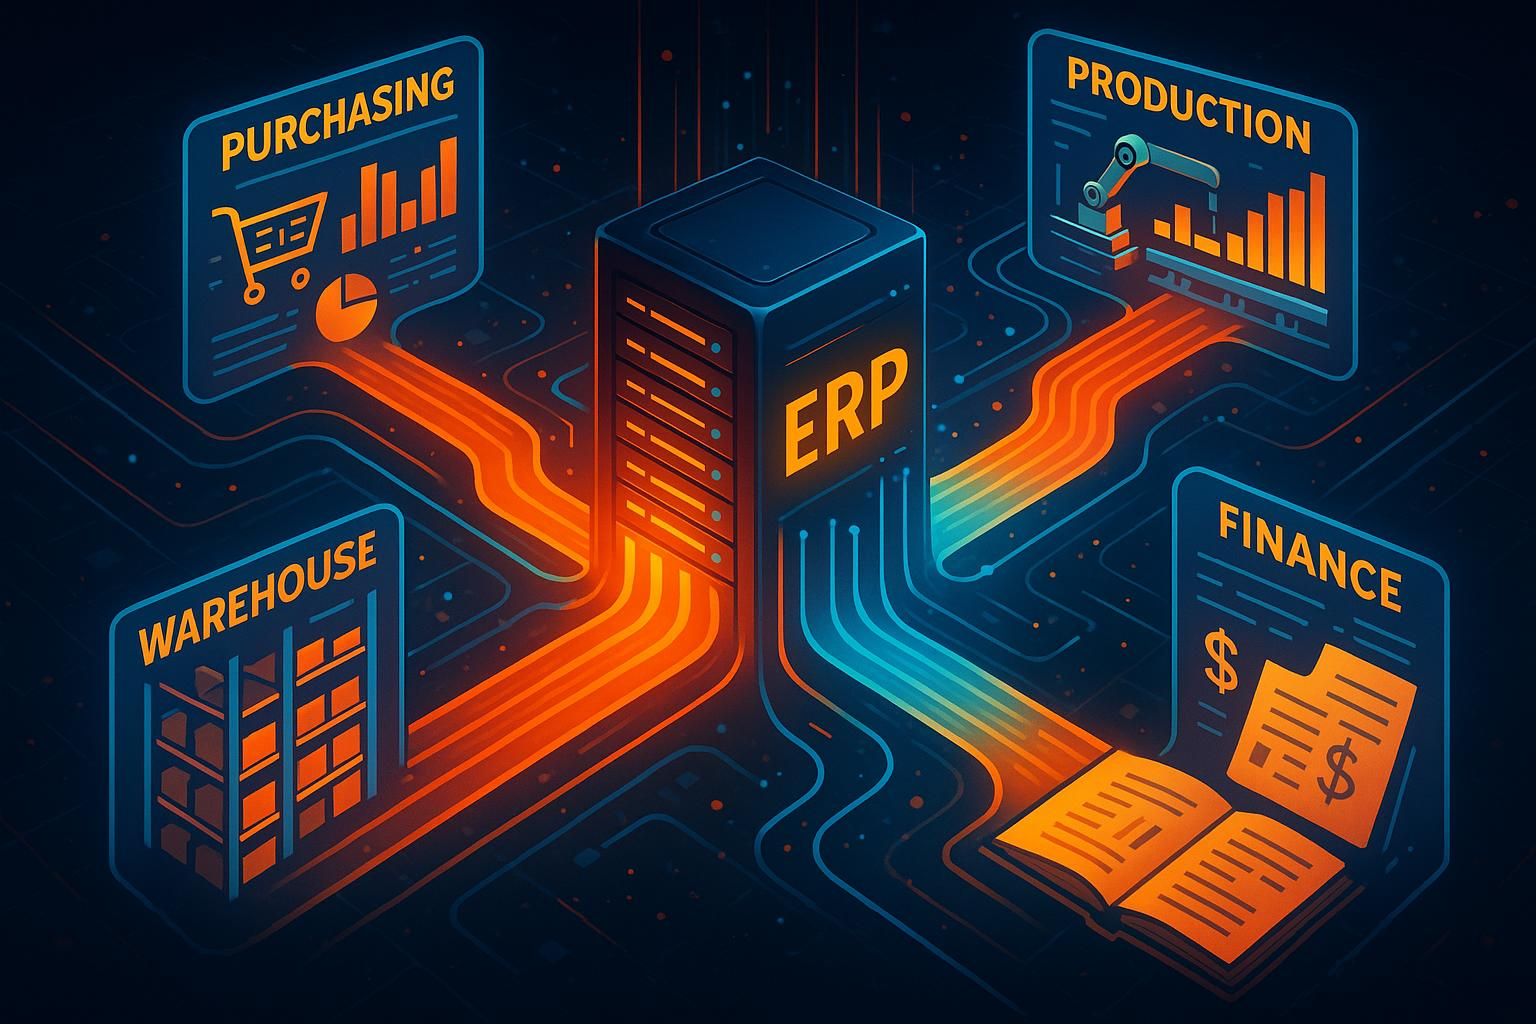 PURCHASING
PRODUCTION
ERP
WAREHOUSE
FINANCE
$
$